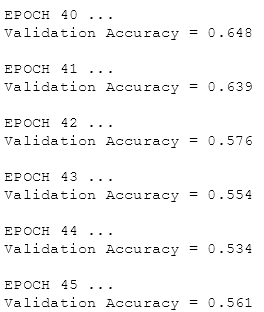 EPOCH 40 ...
Validation Accuracy = 0.648
EPOCH 41 ...
Validation Accuracy = 0.639
EPOCH 42 ...
Validation Accuracy = 0.576
EPOCH 43 ...
Validation Accuracy = 0.554
EPOCH 44 ...
Validation Accuracy = 0.534
EPOCH 45 ...
Validation Accuracy = 0.561